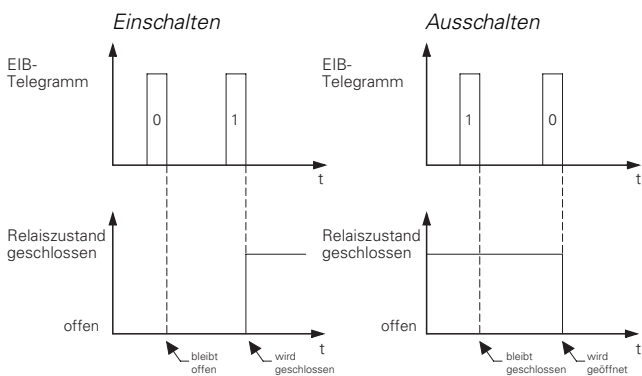 Einschalten
EIB-
Telegramm
0
1
t
Relaiszustand
geschlossen
offen
t
bleibt
offen
wird
geschlossen
Ausschalten
EIB-
Telegramm
1
0
t
Relaiszustand
geschlossen
offen
t
bleibt
geschlossen
wird
geöffnet